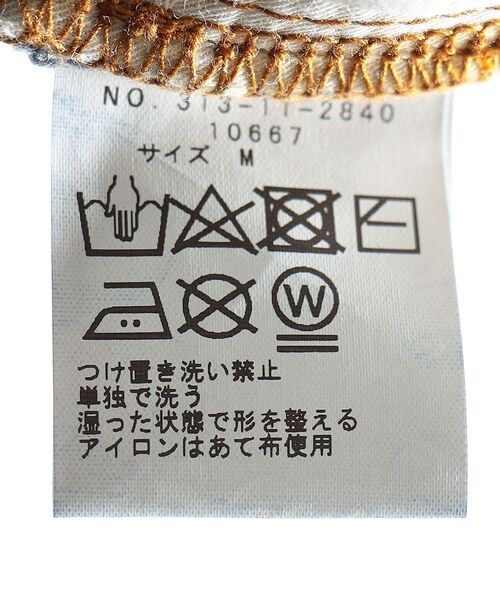 NO. 313-11-2840
10667
サイズ M
W
つけ置き洗い禁止
単独で洗う
湿った状態で形を整える
アイロンはあて布使用